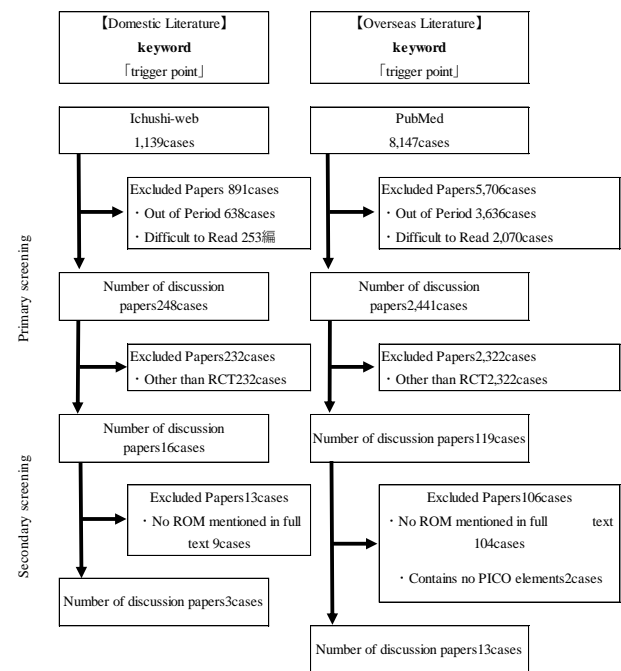 【Domestic Literature】
keyword
「trigger point」
【Overseas Literature】
keyword
「trigger point」
Ichushi-web
1,139cases
PubMed
8,147cases
Excluded Papers 891cases
・Out of Period 638cases
・Difficult to Read 253編
Excluded Papers5,706cases
・Out of Period 3,636cases
・Difficult to Read 2,070cases
Primary screening
Number of discussion
papers248cases
Number of discussion
papers2,441cases
Excluded Papers232cases
・Other than RCT232cases
Excluded Papers2,322cases
・Other than RCT2,322cases
Number of discussion
papers16cases
Number of discussion papers119cases
Secondary screening
Excluded Papers13cases
・No ROM mentioned in full
text 9cases
Excluded Papers106cases
・No ROM mentioned in full text
104cases
・Contains no PICO elements2cases
Number of discussion papers3cases
Number of discussion papers13cases